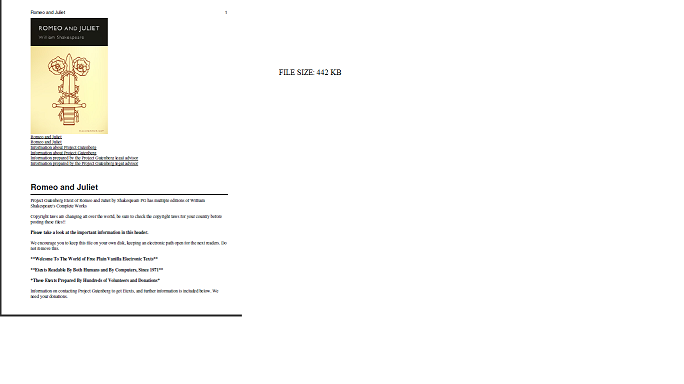 Romeo and Juliet 1
ROMEO AND JULIET
William Shakespeare
Romeo and Juliet
Romeo and Juliet
Information about Project Gutenberg
Information about Project Gutenberg
Information prepared by the Project Gutenberg legal advisor
Information prepared by the Project Gutenberg legal advisor
FILE SIZE: 442 KB
Romeo and Juliet
Project Gutenberg Etext of Romeo and Juliet by Shakespeare PG has multiple editions of William
Shakespeare's Complete Works
Copyright laws are changing all over the world, be sure to check the copyright laws for your country before
posting these files!!
Please take a look at the important information in this header.
We encourage you to keep this file on your own disk, keeping an electronic path open for the next readers. Do
not remove this.
**Welcome To The World of Free Plain Vanilla Electronic Texts**
**Etexts Readable By Both Humans and By Computers, Since 1971**
*These Etexts Prepared By Hundreds of Volunteers and Donations*
Information on contacting Project Gutenberg to get Etexts, and further information is included below. We
need your donations.